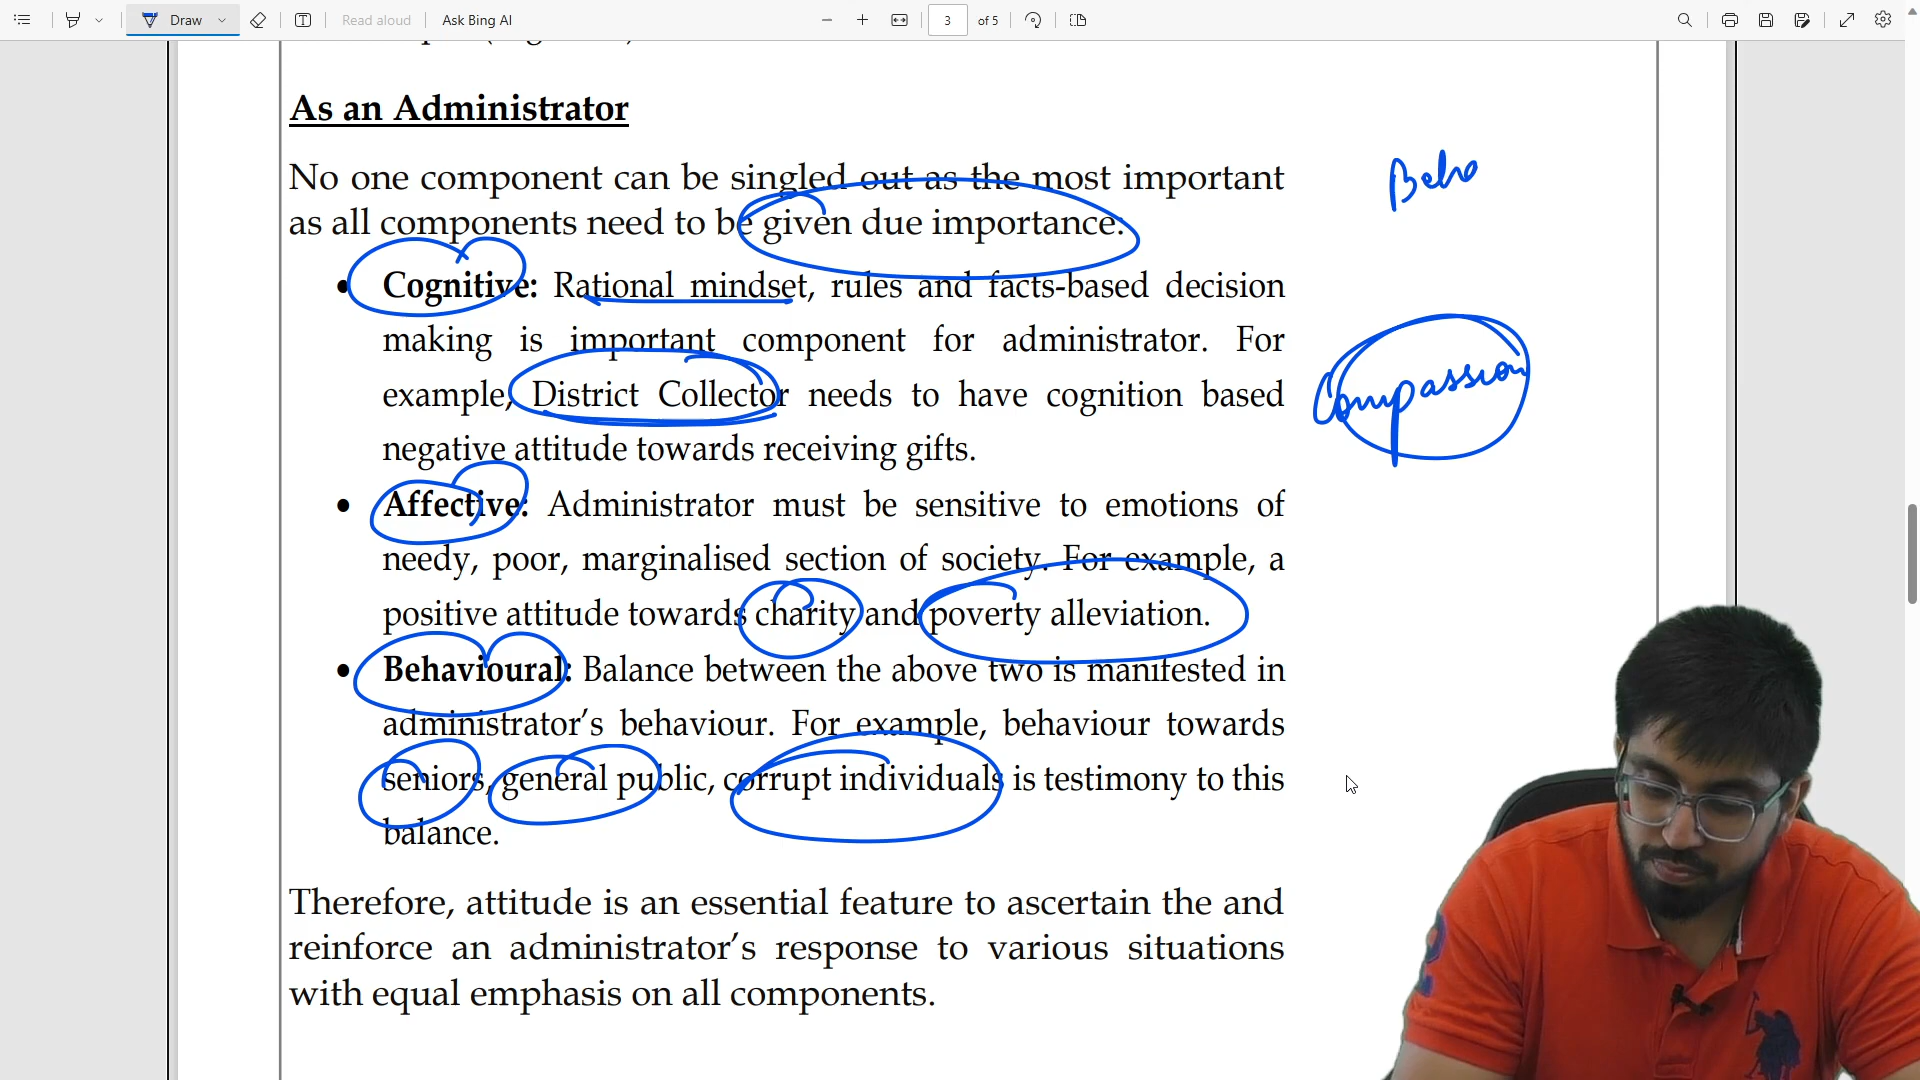 Draw
Read aloud
Ask Bing AI
3
of 5
As an Administrator
No one component can be singled out as the most important
as all components need to be given due importance.
• Cognitive: Rational mindset, rules and facts-based decision
making is important component for administrator. For
example, District Collector needs to have cognition based
negative attitude towards receiving gifts.
• Affective: Administrator must be sensitive to emotions of
needy, poor, marginalised section of society. For example, a
positive attitude towards charity and poverty alleviation.
• Behavioural: Balance between the above two is manifested in
administrator's behaviour. For example, behaviour towards
seniors, general public, corrupt individuals is testimony to this
balance.
Therefore, attitude is an essential feature to ascertain the and
reinforce an administrator's response to various situations
with equal emphasis on all components.
Beha
Compassion